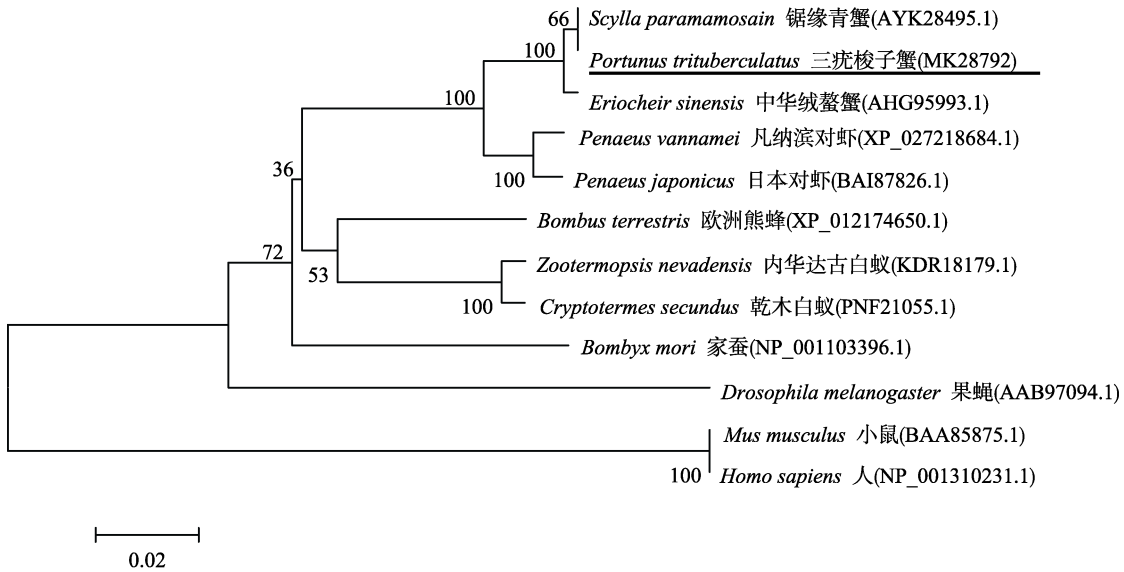 66
Scylla paramamosain 锯缘青蟹(AYK28495.1)
100
Portunus trituberculatus 三疣梭子蟹(MK28792)
100
Eriocheir sinensis 中华绒螯蟹(AHG95993.1)
Penaeus vannamei 凡纳滨对虾(XP_027218684.1)
36
100
Penaeus japonicus 日本对虾(BAI87826.1)
Bombus terrestris 欧洲熊蜂(XP_012174650.1)
72
53
Zootermopsis nevadensis 内华达古白蚁(KDR18179.1)
100
Cryptotermes secundus 乾木白蚁(PNF21055.1)
Bombyx mori 家蚕(NP_001103396.1)
Drosophila melanogaster 果蝇(AAB97094.1)
Mus musculus 小鼠(BAA85875.1)
100
Homo sapiens 人(NP_001310231.1)
0.02